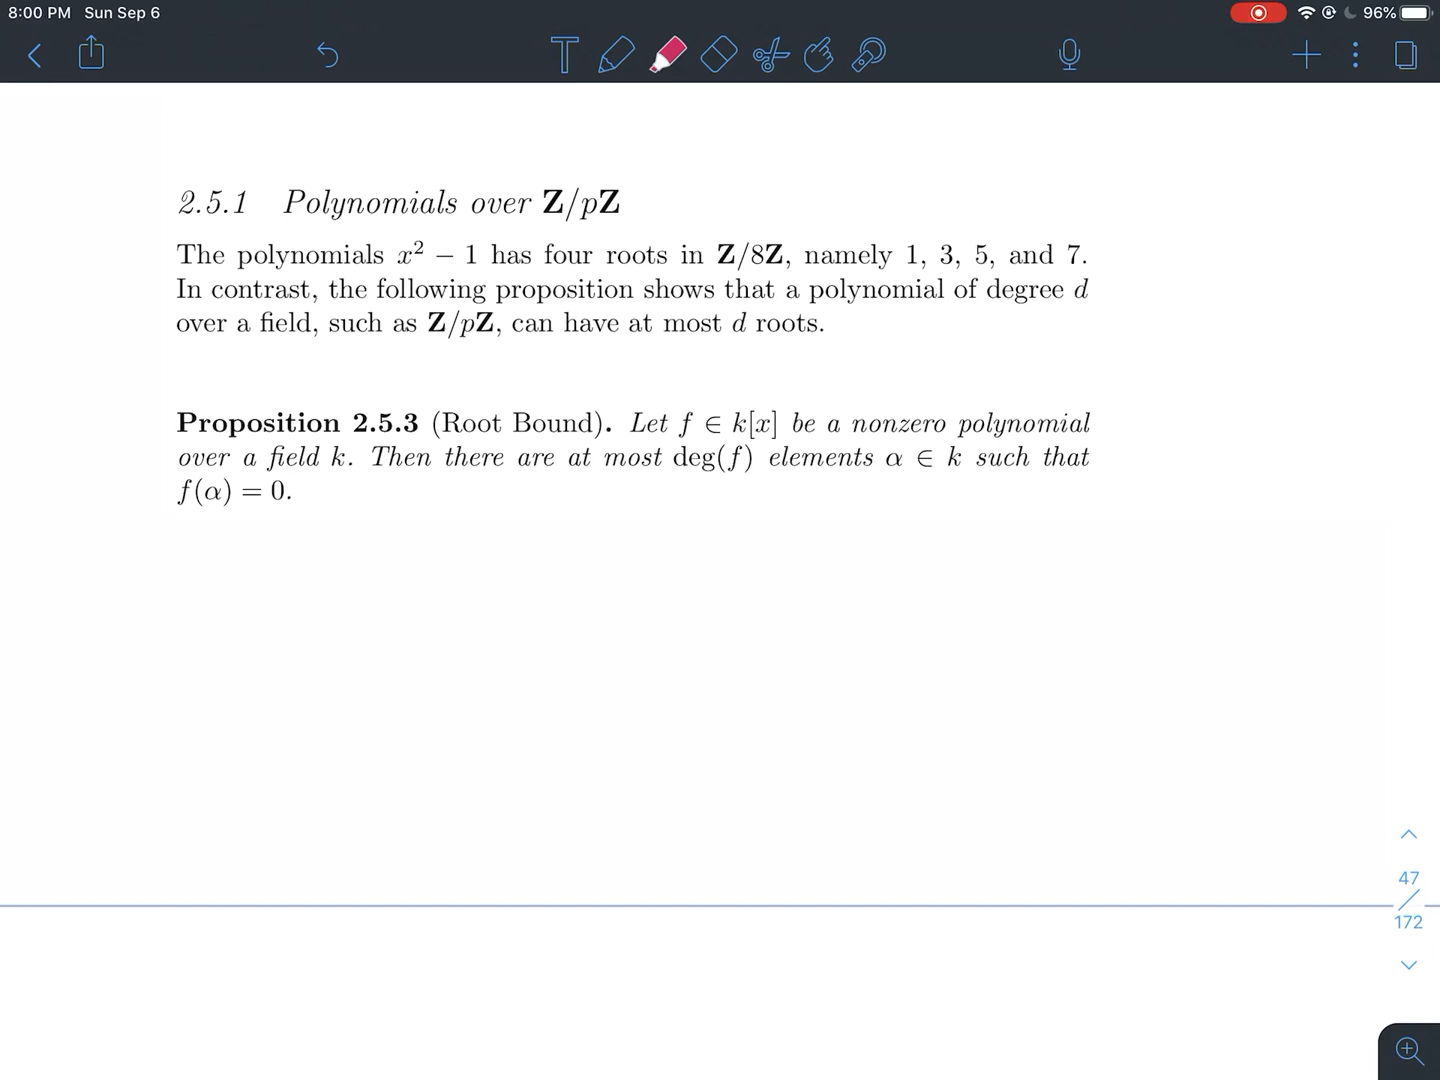 8:00 PM Sun Sep 6
96%
2.5.1 Polynomials over Z/pZ
The polynomials x² − 1 has four roots in Z/8Z, namely 1, 3, 5, and 7.
In contrast, the following proposition shows that a polynomial of degree d
over a field, such as Z/pZ, can have at most d roots.
Proposition 2.5.3 (Root Bound). Let f ∈ k[x] be a nonzero polynomial
over a field k. Then there are at most deg(f) elements α ∈ k such that
f(α) = 0.
47
/
172